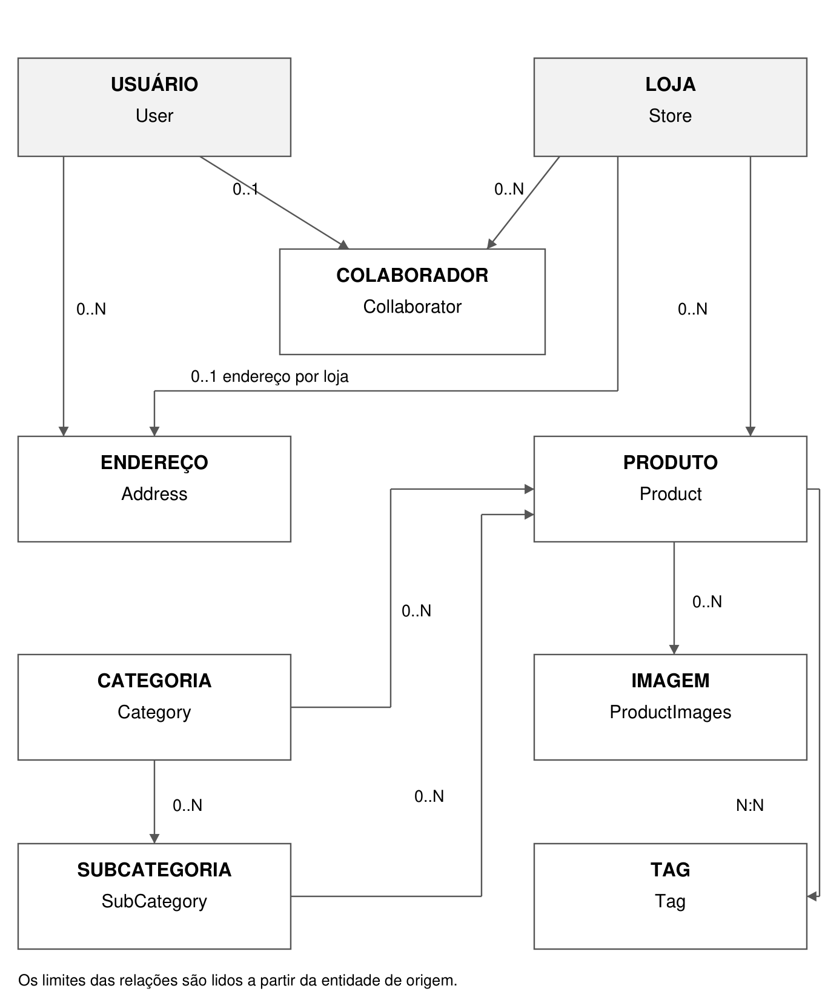 USUÁRIO
User
LOJA
Store
0..1
0..N
COLABORADOR
Collaborator
0..N
0..N
0..1 endereço por loja
ENDEREÇO
Address
PRODUTO
Product
0..N
0..N
CATEGORIA
Category
IMAGEM
ProductImages
0..N
0..N
N:N
SUBCATEGORIA
SubCategory
TAG
Tag
Os limites das relações são lidos a partir da entidade de origem.